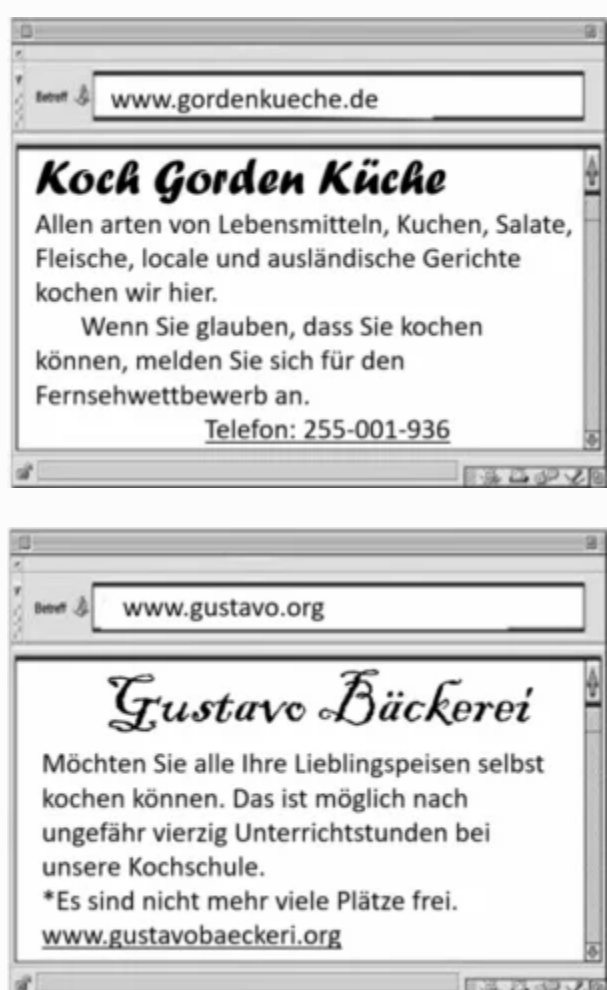 Betreff www.gordenkueche.de
Koch Gorden Küche
Allen arten von Lebensmitteln, Kuchen, Salate,
Fleische, locale und ausländische Gerichte
kochen wir hier.
Wenn Sie glauben, dass Sie kochen
können, melden Sie sich für den
Fernsehwettbewerb an.
Telefon: 255-001-936
Betreff www.gustavo.org
Gustavo Bäckerei
Möchten Sie alle Ihre Lieblingspeisen selbst
kochen können. Das ist möglich nach
ungefähr vierzig Unterrichtstunden bei
unsere Kochschule.
*Es sind nicht mehr viele Plätze frei.
www.gustavobaeckeri.org